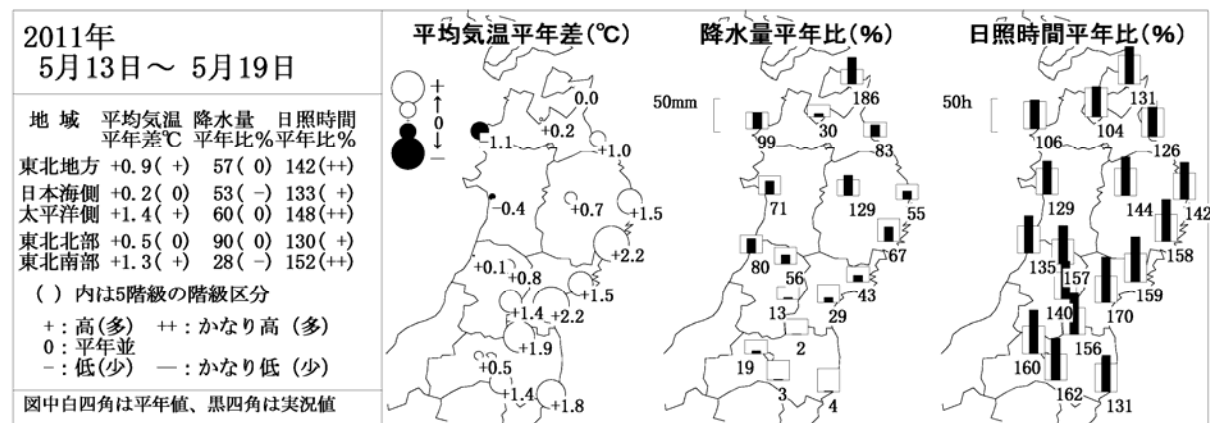 2011年
5月13日～ 5月19日
地 域 平均気温 降水量 日照時間
平年差℃ 平年比% 平年比%
東北地方 +0.9( +) 57( 0) 142(++)
日本海側 +0.2( 0) 53( -) 133( +)
太平洋側 +1.4( +) 60( 0) 148(++)
東北北部 +0.5( 0) 90( 0) 130( +)
東北南部 +1.3( +) 28( -) 152(++)
( ) 内は5階級の階級区分
+：高(多) ++：かなり高 (多)
0：平年並
-：低(少) —：かなり低 (少)
図中白四角は平年値、黒四角は実況値
平均気温平年差(℃)
+
↑
0
↓
-
0.0
+0.2
-1.1
+1.0
-0.4
+0.7
+1.5
+2.2
+0.1
+0.8
+1.5
+1.4
+2.2
+1.9
+0.5
+1.4
+1.8
降水量平年比(%)
50mm
186
99
30
83
71
129
55
67
80
56
43
13
29
2
19
3
4
日照時間平年比(%)
50h
131
106
104
126
129
144
142
158
135
157
159
140
170
156
160
162
131